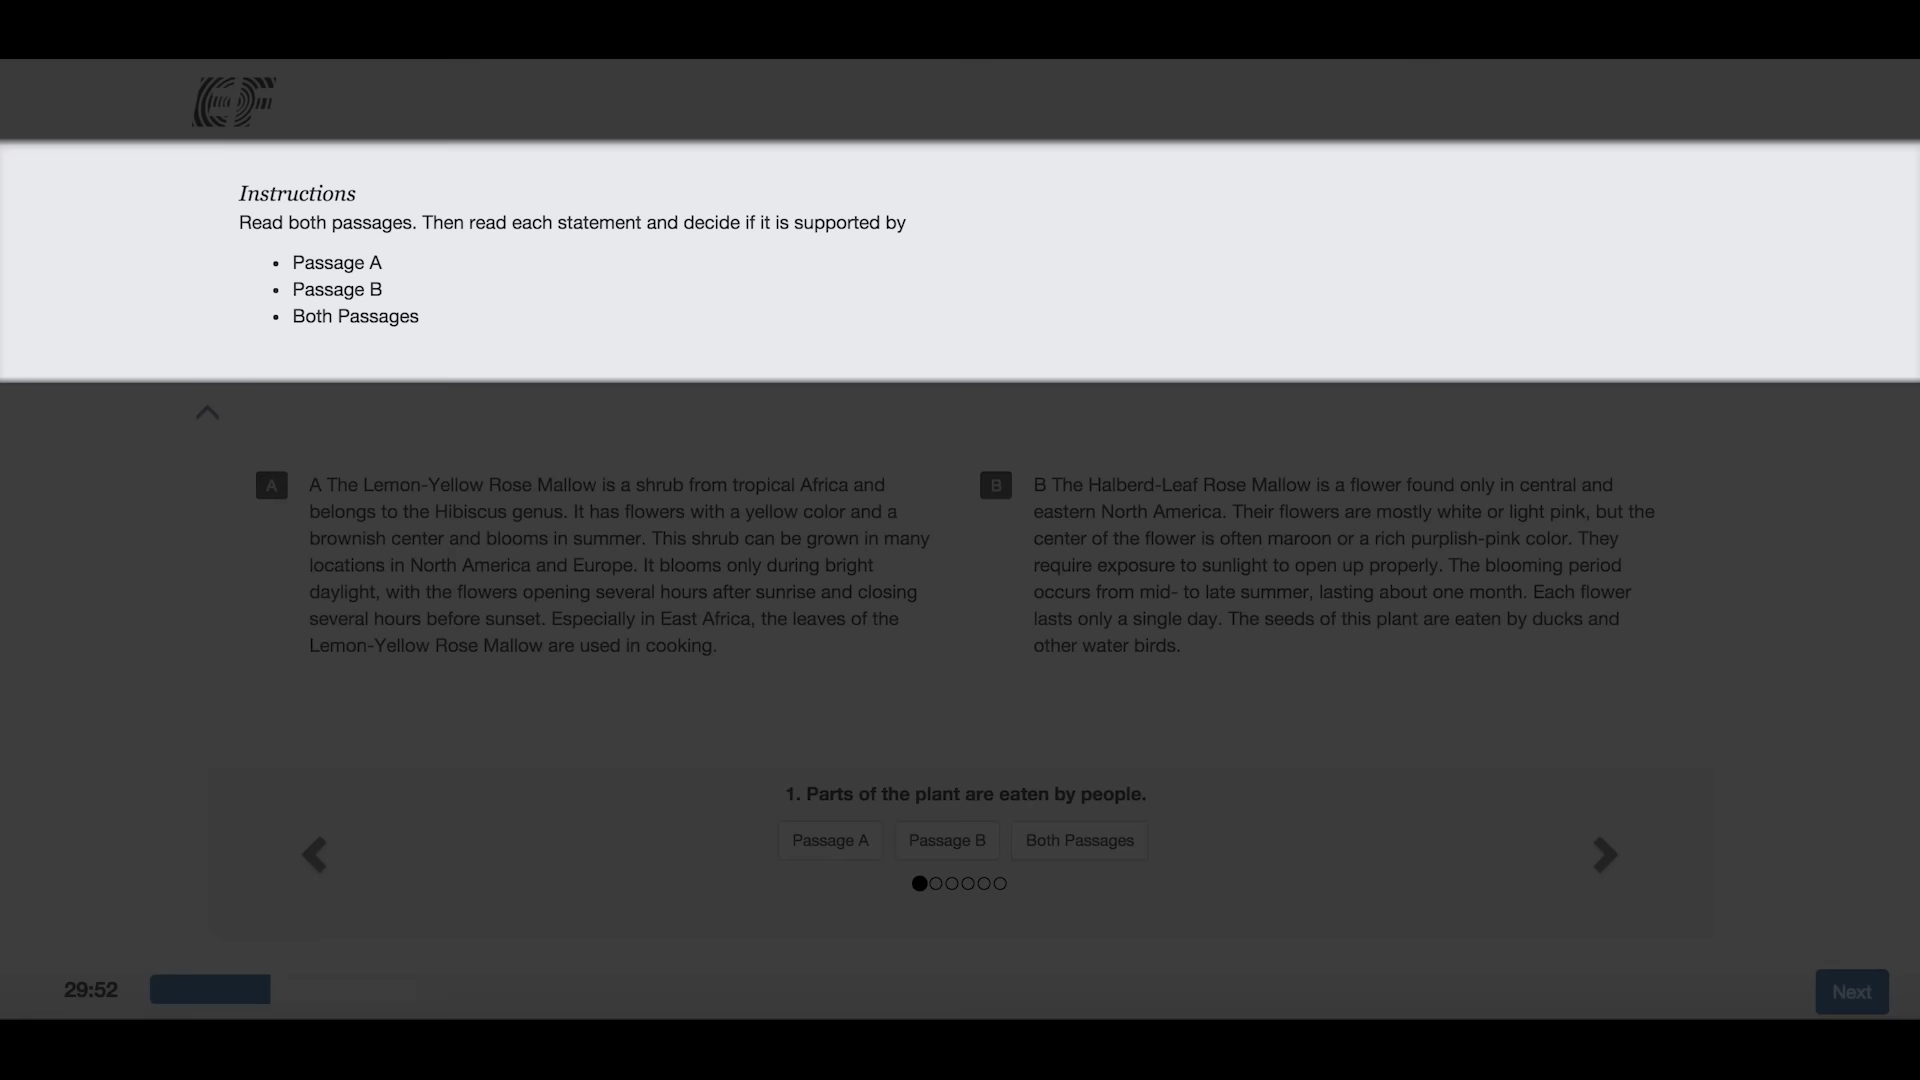 Instructions
Read both passages. Then read each statement and decide if it is supported by
• Passage A
• Passage B
• Both Passages
A
A The Lemon-Yellow Rose Mallow is a shrub from tropical Africa and
belongs to the Hibiscus genus. It has flowers with a yellow color and a
brownish center and blooms in summer. This shrub can be grown in many
locations in North America and Europe. It blooms only during bright
daylight, with the flowers opening several hours after sunrise and closing
several hours before sunset. Especially in East Africa, the leaves of the
Lemon-Yellow Rose Mallow are used in cooking.
B
B The Halberd-Leaf Rose Mallow is a flower found only in central and
eastern North America. Their flowers are mostly white or light pink, but the
center of the flower is often maroon or a rich purplish-pink color. They
require exposure to sunlight to open up properly. The blooming period
occurs from mid- to late summer, lasting about one month. Each flower
lasts only a single day. The seeds of this plant are eaten by ducks and
other water birds.
1. Parts of the plant are eaten by people.
Passage A
Passage B
Both Passages
29:52
Next